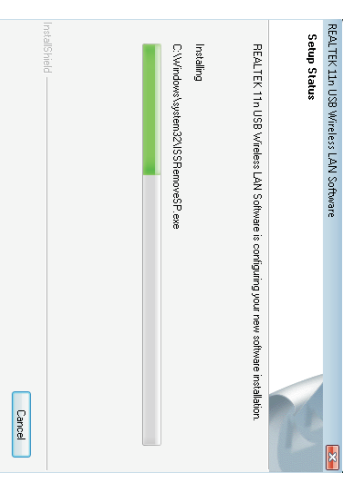 REALTEK 11n USB Wireless LAN Software
Setup Status
REALTEK 11n USB Wireless LAN Software is configuring your new software installation.
Installing
C:\Windows\system32\ISSRemoveSP.exe
InstallShield
Cancel